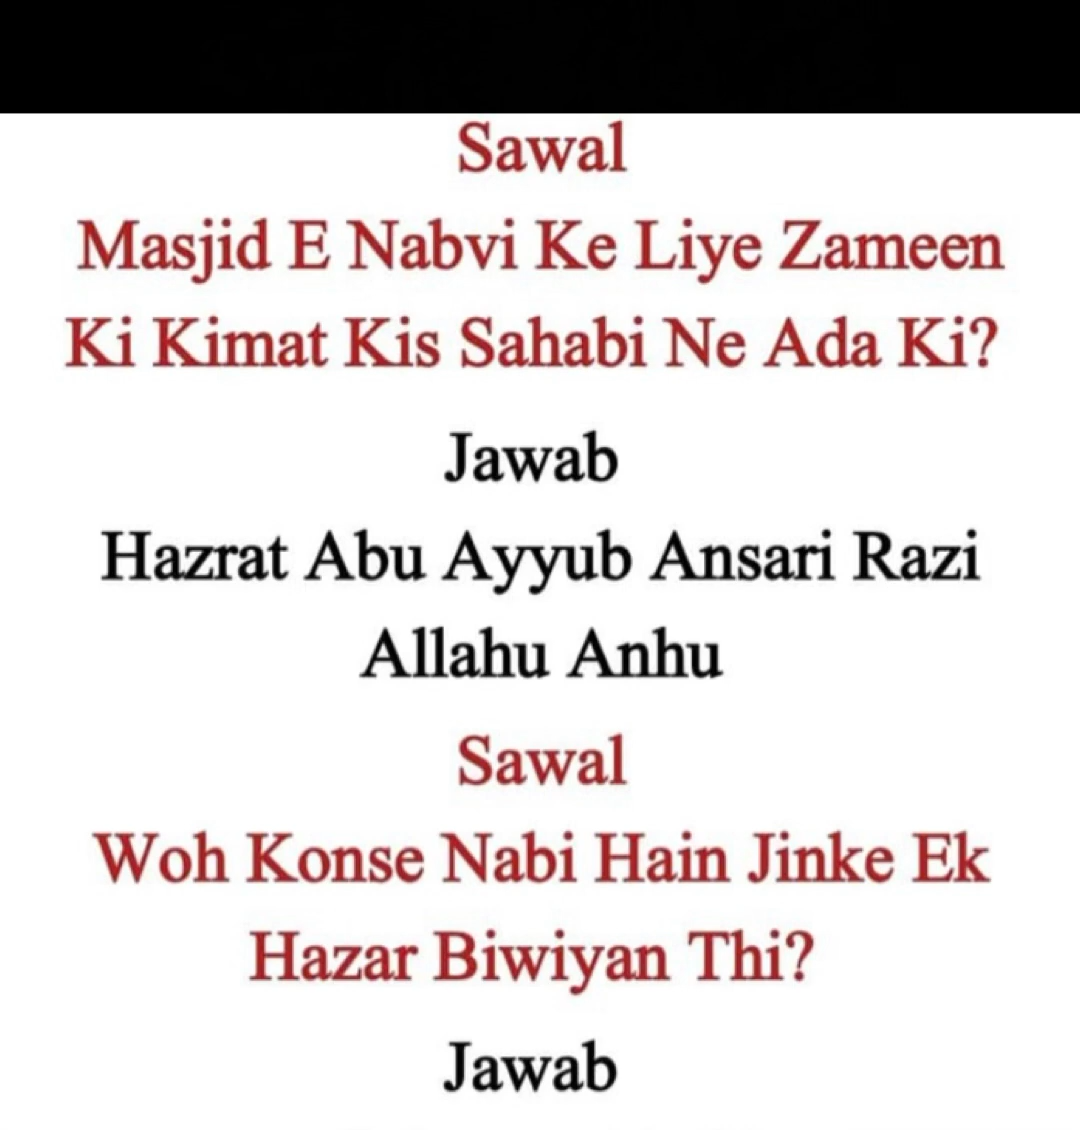 Sawal
Masjid E Nabvi Ke Liye Zameen
Ki Kimat Kis Sahabi Ne Ada Ki?
Jawab
Hazrat Abu Ayyub Ansari Razi
Allahu Anhu
Sawal
Woh Konse Nabi Hain Jinke Ek
Hazar Biwiyan Thi?
Jawab